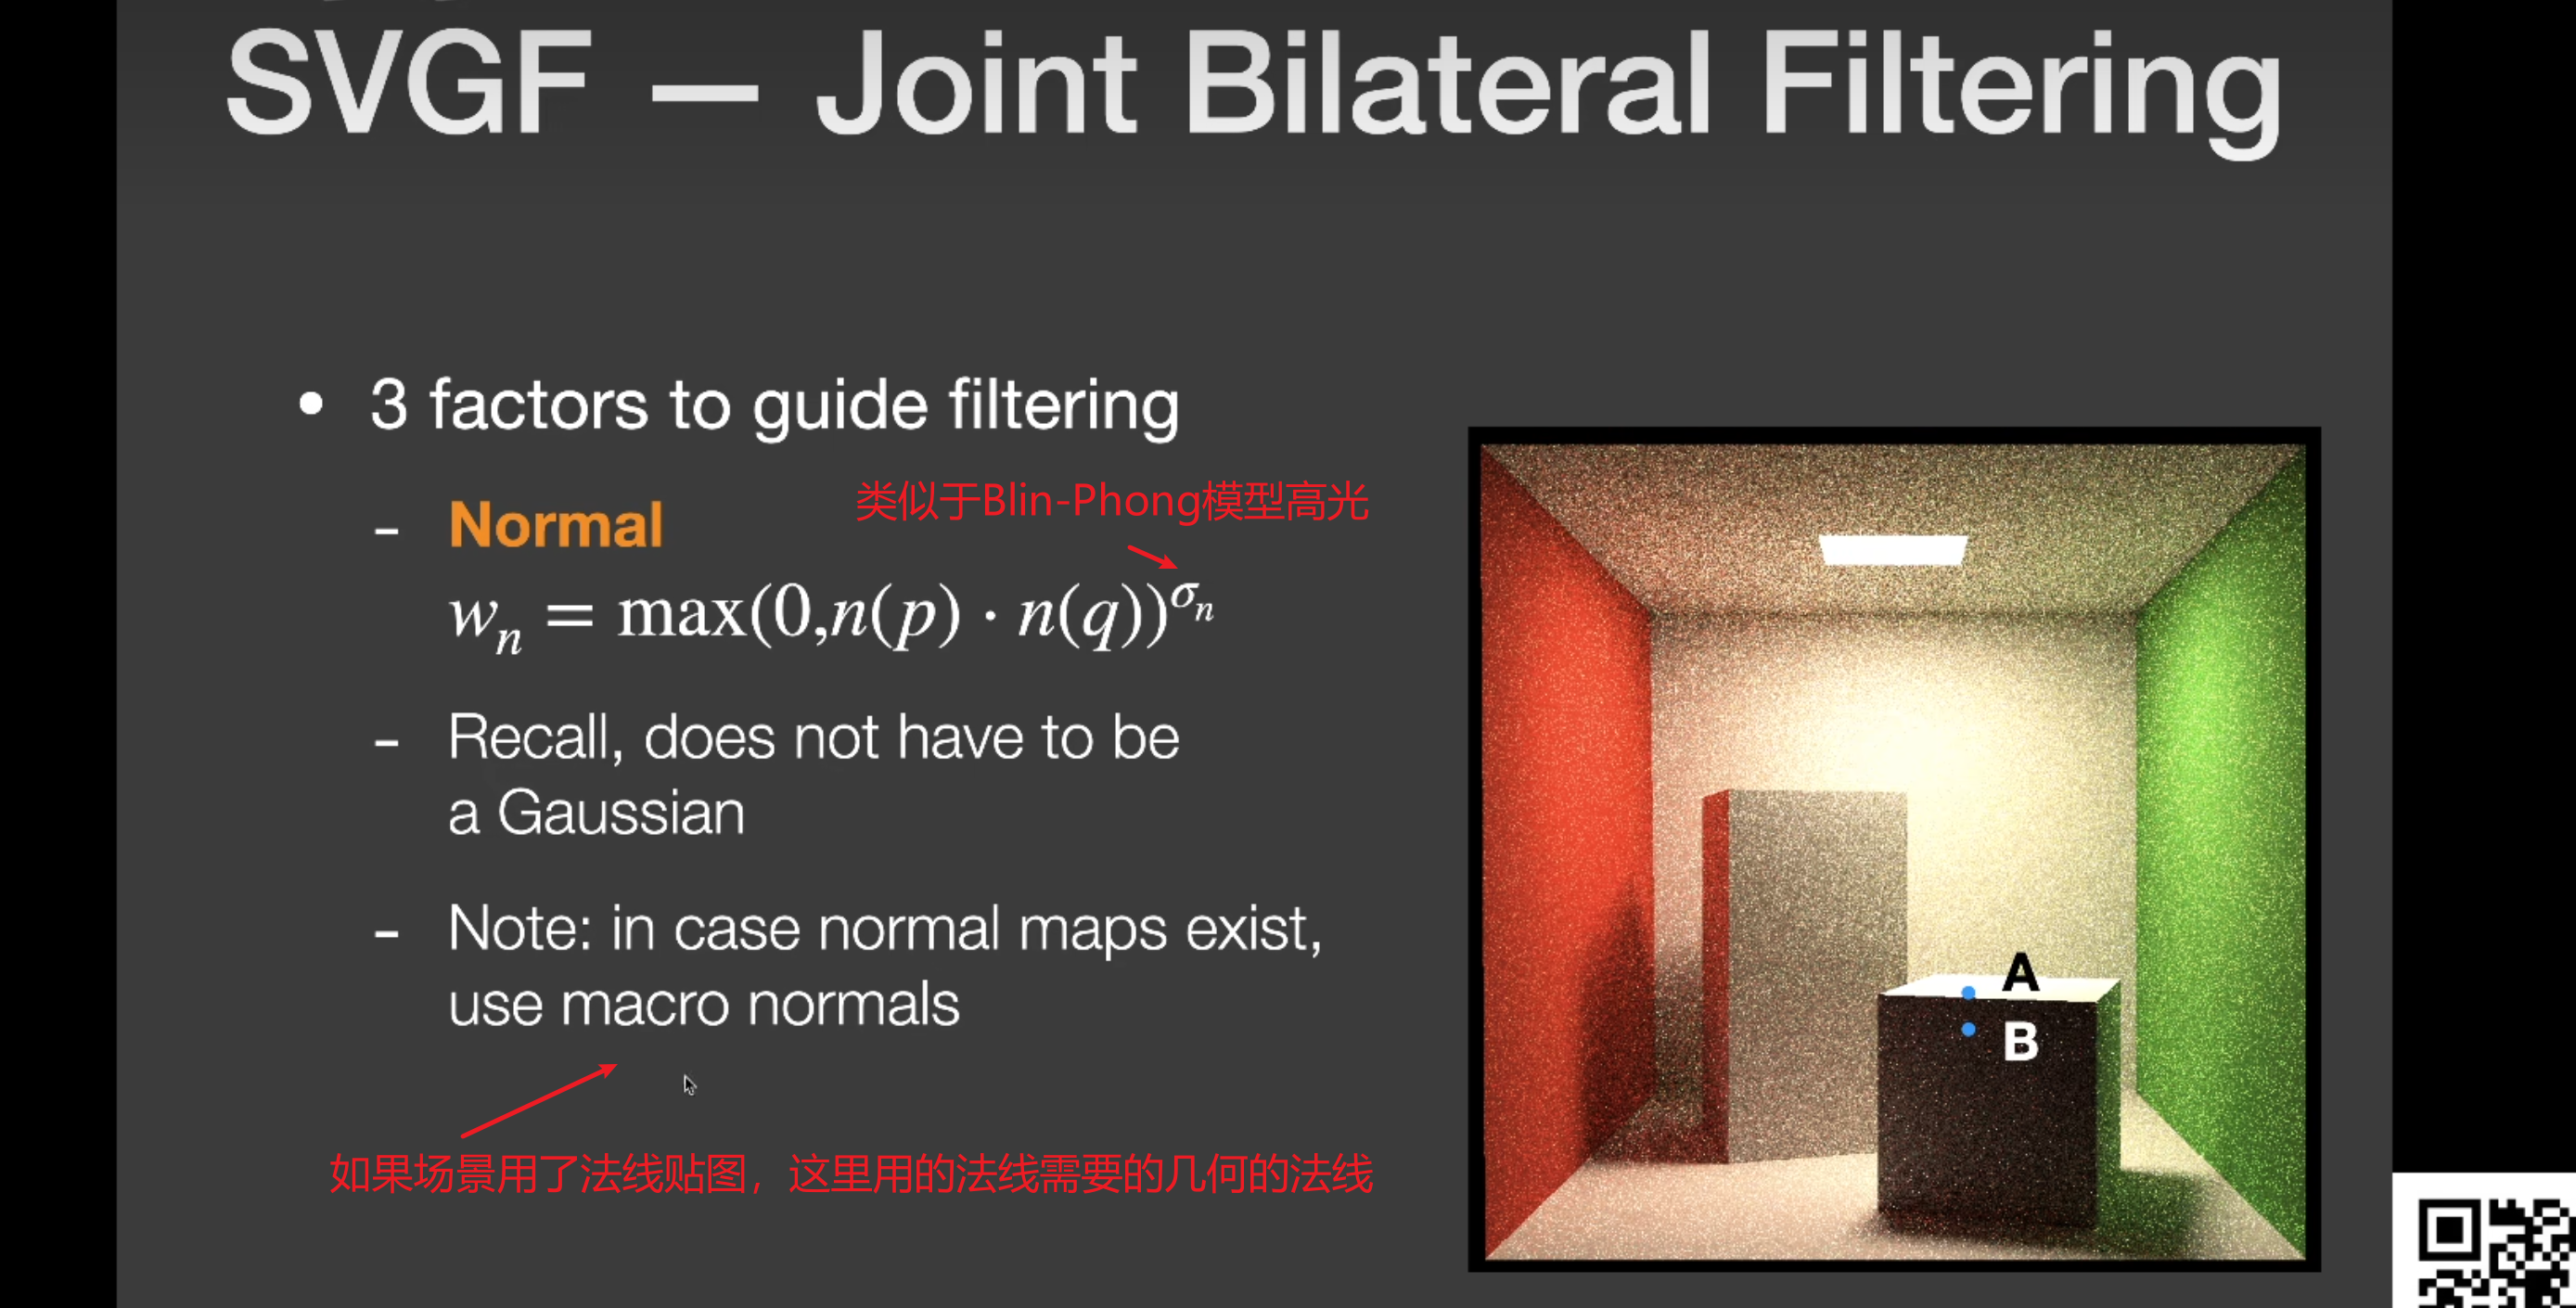 SVGF — Joint Bilateral Filtering
• 3 factors to guide filtering
类似于Blin-Phong模型高光
- Normal
wₙ = max(0,n(p) · n(q))^σₙ
- Recall, does not have to be
a Gaussian
- Note: in case normal maps exist,
use macro normals
A
B
如果场景用了法线贴图，这里用的法线需要的几何的法线